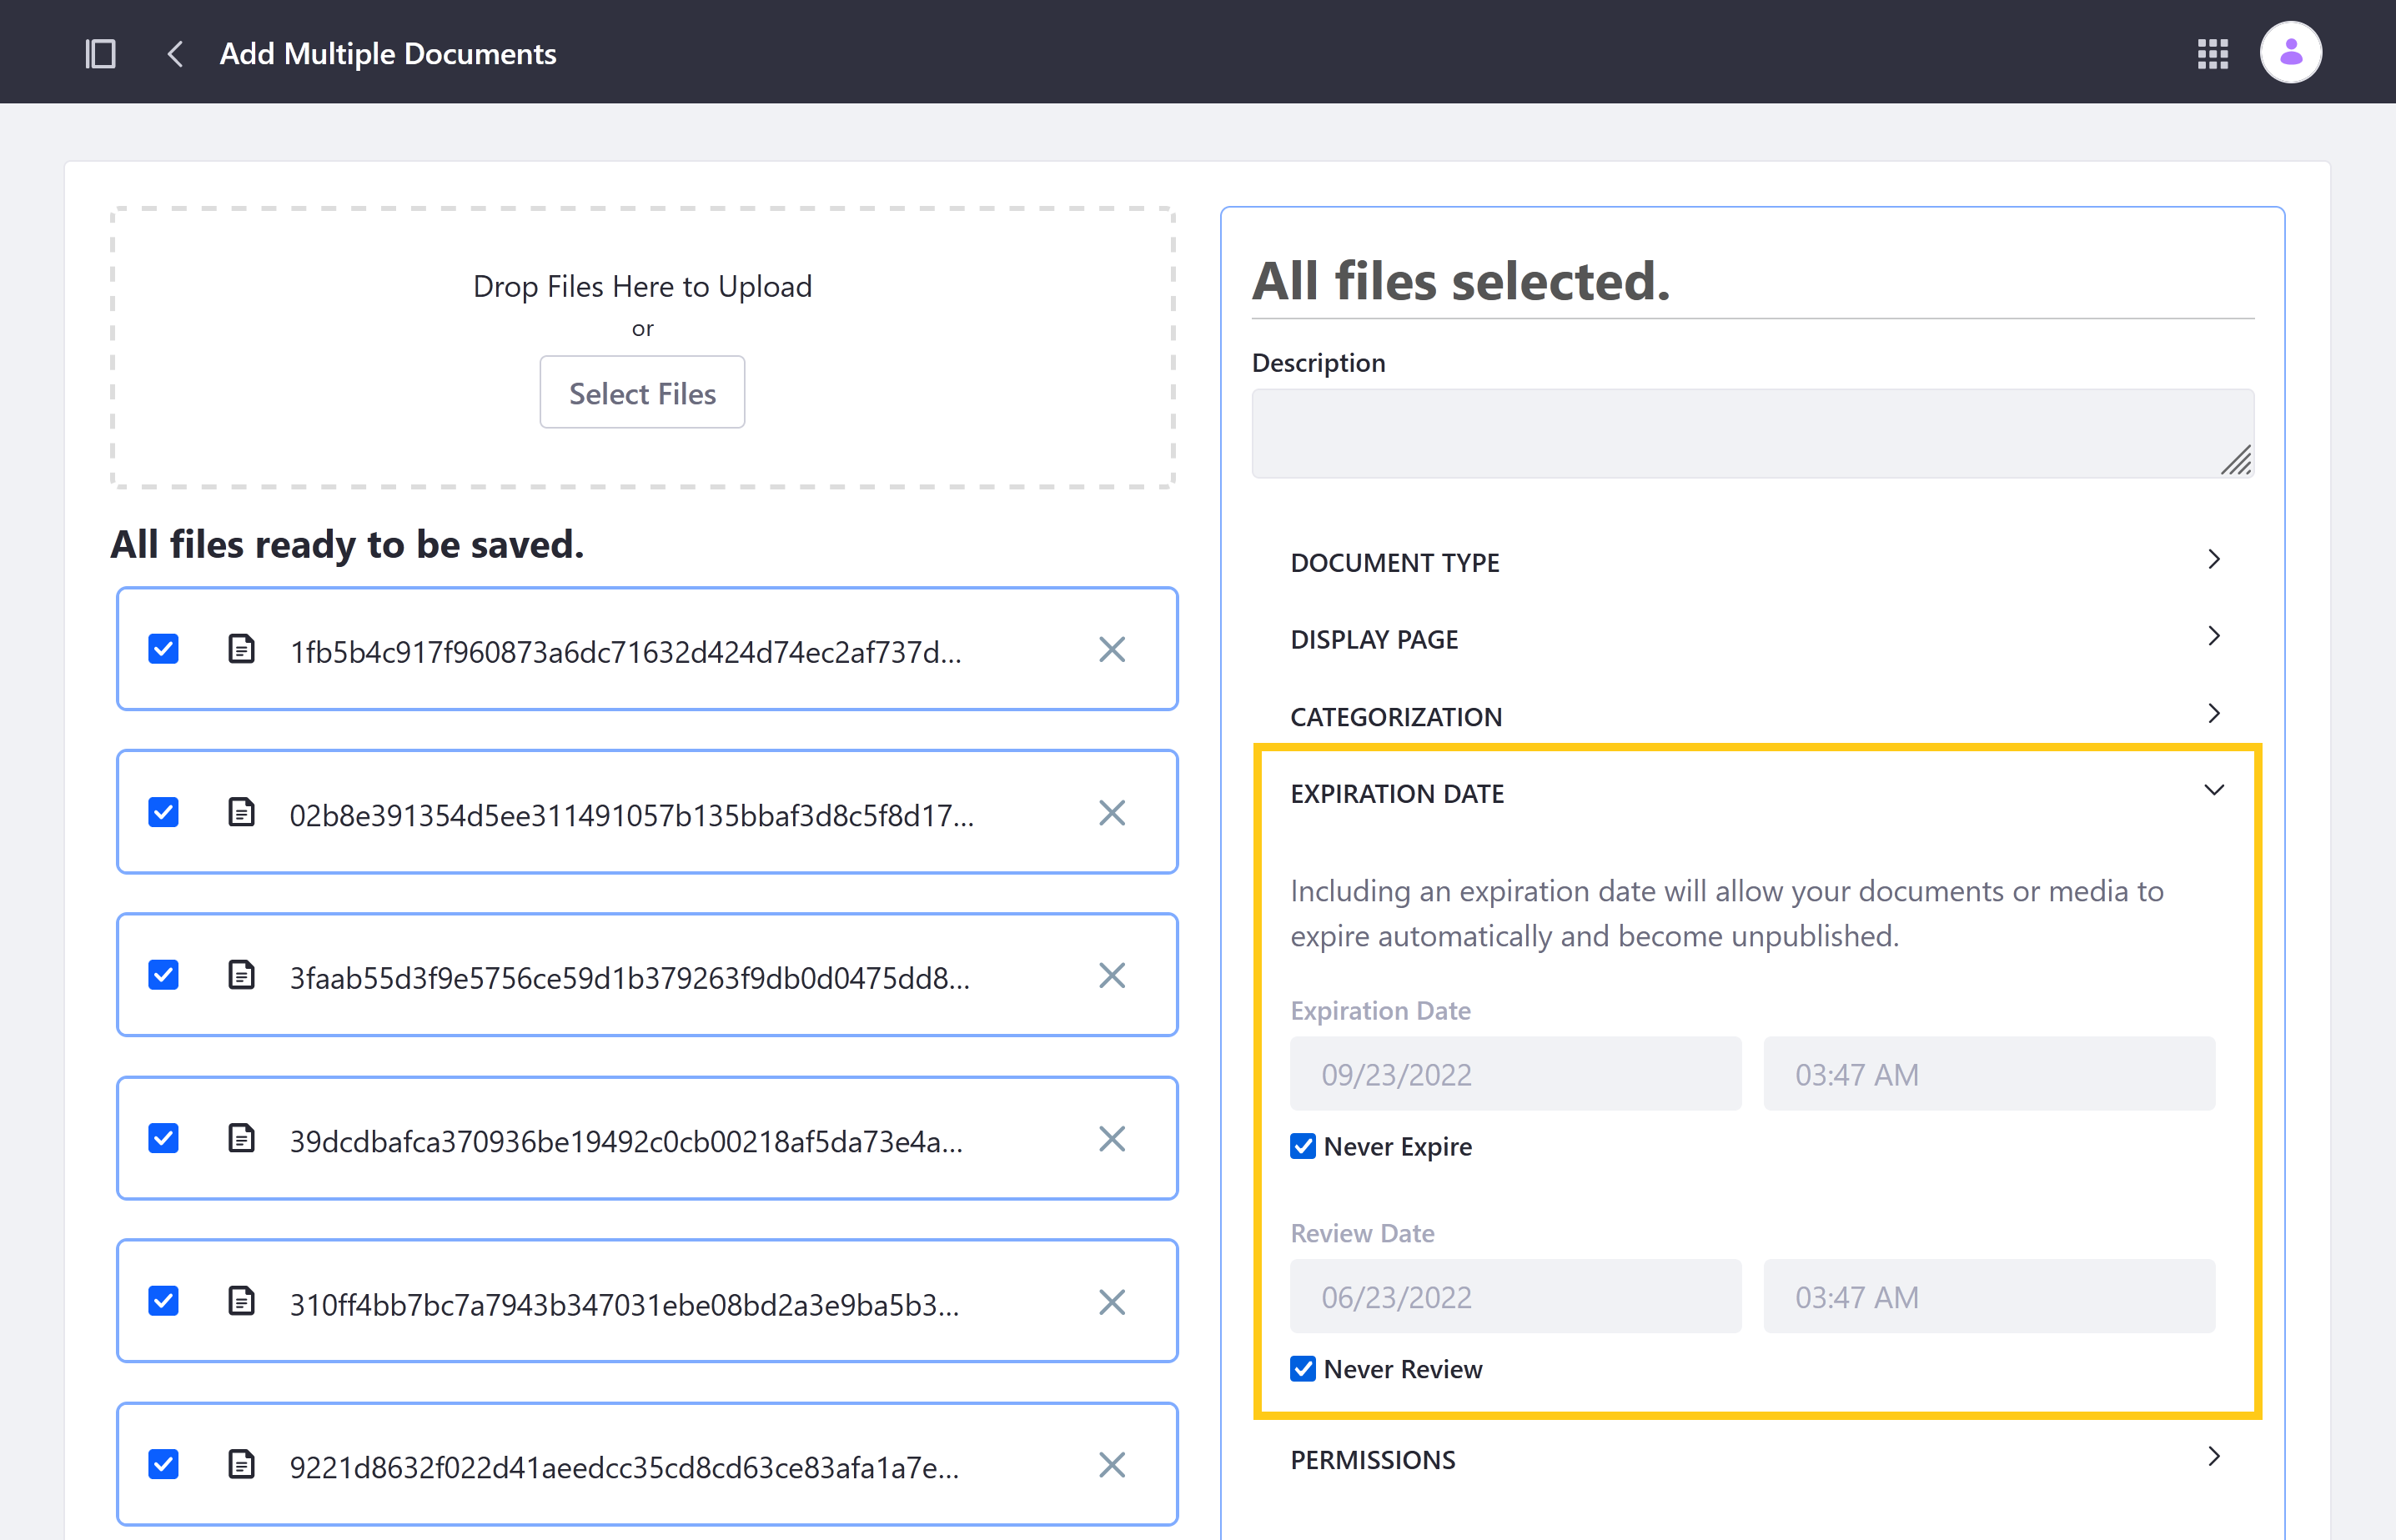 Add Multiple Documents
Drop Files Here to Upload
or
Select Files
All files ready to be saved.
1fb5b4c917f960873a6dc71632d424d74ec2af737d...
02b8e391354d5ee311491057b135bbaf3d8c5f8d17...
3faab55d3f9e5756ce59d1b379263f9db0d0475dd8...
39dcdbafca370936be19492c0cb00218af5da73e4a...
310ff4bb7bc7a7943b347031ebe08bd2a3e9ba5b3...
9221d8632f022d41aeedcc35cd8cd63ce83afa1a7e...
All files selected.
Description
DOCUMENT TYPE
DISPLAY PAGE
CATEGORIZATION
EXPIRATION DATE
Including an expiration date will allow your documents or media to
expire automatically and become unpublished.
Expiration Date
09/23/2022 03:47 AM
Never Expire
Review Date
06/23/2022 03:47 AM
Never Review
PERMISSIONS